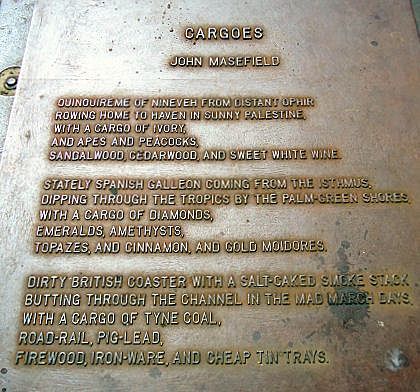 CARGOES
JOHN MASEFIELD
QUINQUIREME OF NINEVEH FROM DISTANT OPHIR
ROWING HOME TO HAVEN IN SUNNY PALESTINE,
WITH A CARGO OF IVORY,
AND APES AND PEACOCKS,
SANDALWOOD, CEDARWOOD, AND SWEET WHITE WINE.
STATELY SPANISH GALLEON COMING FROM THE ISTHMUS,
DIPPING THROUGH THE TROPICS BY THE PALM-GREEN SHORES,
WITH A CARGO OF DIAMONDS,
EMERALDS, AMETHYSTS,
TOPAZES, AND CINNAMON, AND GOLD MOIDORES.
DIRTY BRITISH COASTER WITH A SALT-CAKED SMOKE STACK
BUTTING THROUGH THE CHANNEL IN THE MAD MARCH DAYS
WITH A CARGO OF TYNE COAL,
ROAD-RAIL, PIG-LEAD,
FIREWOOD, IRON-WARE, AND CHEAP TIN TRAYS.